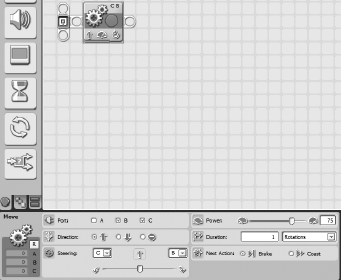 C B
Move
Port: A B C
Power: 75
Direction:
Duration: 1 Rotations
Steering: C B
Next Action: Brake Coast
R
A
B
C